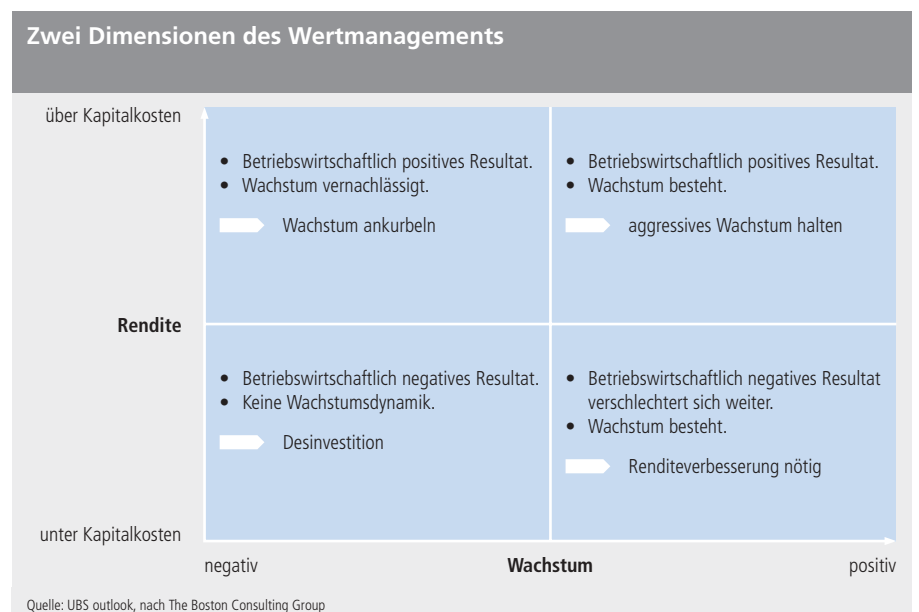 Zwei Dimensionen des Wertmanagements
über Kapitalkosten
• Betriebswirtschaftlich positives Resultat.
• Wachstum vernachlässigt.
Wachstum ankurbeln
• Betriebswirtschaftlich positives Resultat.
• Wachstum besteht.
aggressives Wachstum halten
Rendite
• Betriebswirtschaftlich negatives Resultat.
• Keine Wachstumsdynamik.
Desinvestition
• Betriebswirtschaftlich negatives Resultat
verschlechtert sich weiter.
• Wachstum besteht.
Renditeverbesserung nötig
unter Kapitalkosten
negativ
Wachstum
positiv
Quelle: UBS outlook, nach The Boston Consulting Group